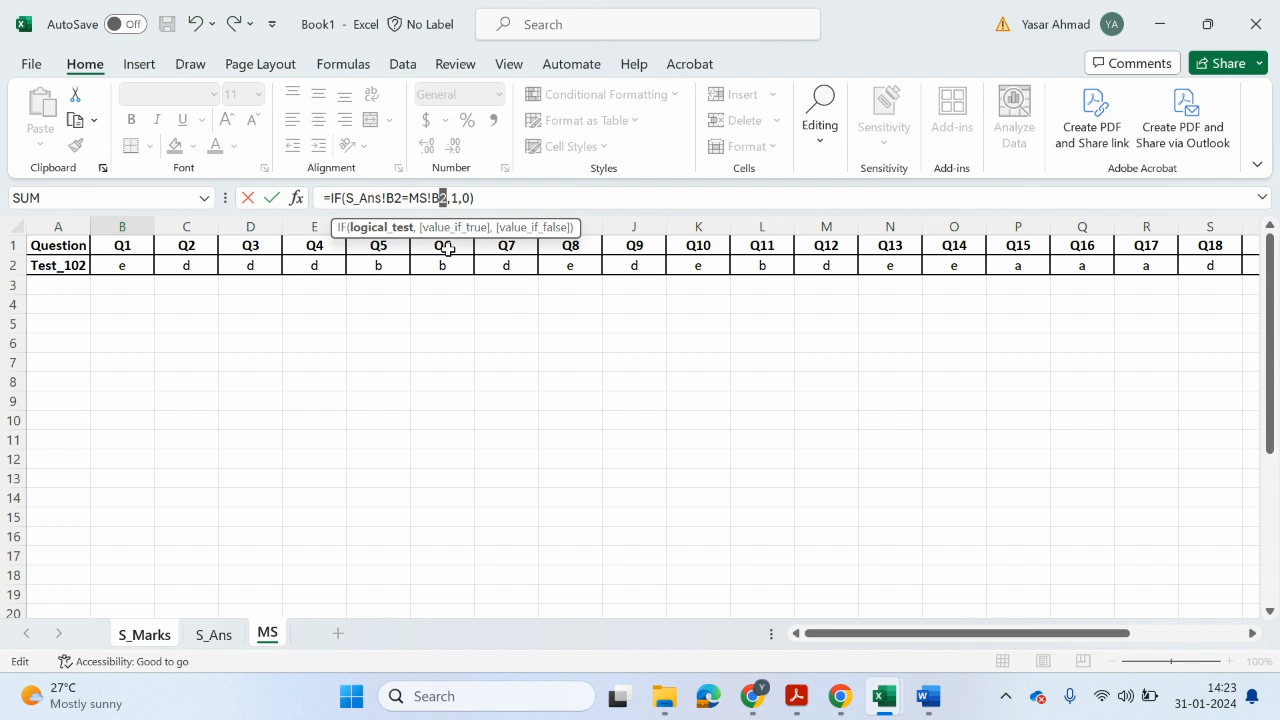 AutoSave Off Book1 - Excel No Label Search Yasar Ahmad YA
File Home Insert Draw Page Layout Formulas Data Review View Automate Help Acrobat Comments Share
Paste 11 General Conditional Formatting Insert Editing Sensitivity Add-ins Analyze Data Create PDF and Share link Create PDF and Share via Outlook
B I U $ % Format as Table Delete
Cell Styles Format
Clipboard Font Alignment Number Styles Cells Sensitivity Add-ins Adobe Acrobat
SUM =IF(S_Ans!B2=MS!B2,1,0)
IF(logical_test, [value_if_true], [value_if_false])
A B C D E J K L M N O P Q R S
1 Question Q1 Q2 Q3 Q4 Q5 Q6 Q7 Q8 Q9 Q10 Q11 Q12 Q13 Q14 Q15 Q16 Q17 Q18
2 Test_102 e d d d b b d e d e b d e e a a a d
3
4
5
6
7
8
9
10
11
12
13
14
15
16
17
18
19
20
S_Marks S_Ans MS
Edit Accessibility: Good to go 100%
27°C
Mostly sunny
Search
14:23
31-01-2024